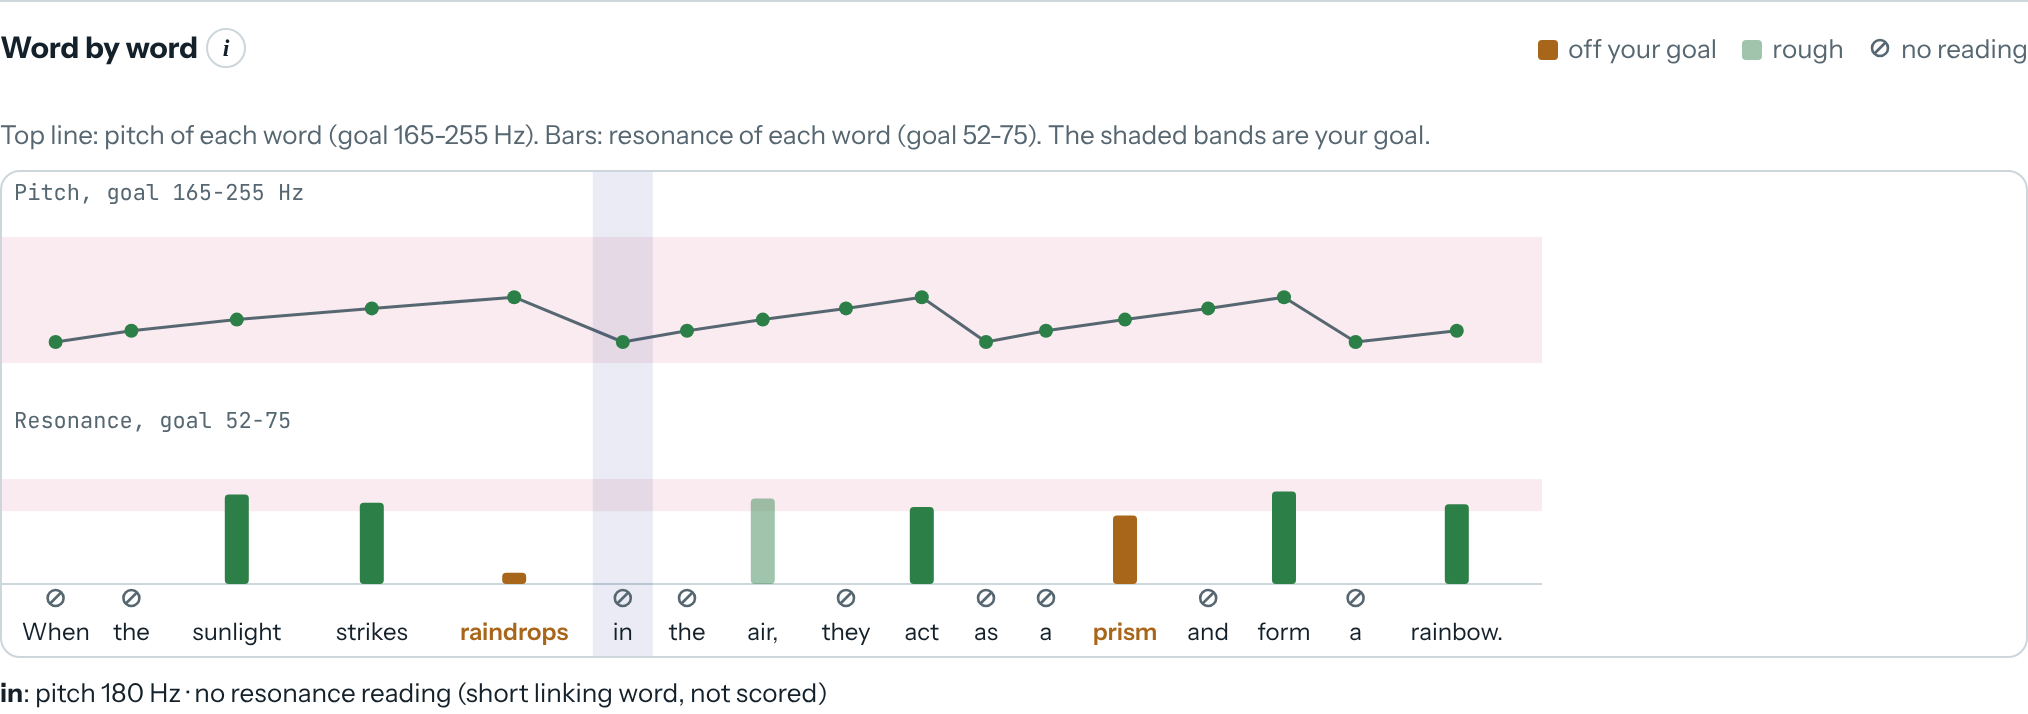 Word by word i
off your goal rough no reading
Top line: pitch of each word (goal 165–255 Hz). Bars: resonance of each word (goal 52–75). The shaded bands are your goal.
Pitch, goal 165-255 Hz
Resonance, goal 52-75
When the sunlight strikes raindrops in the air, they act as a prism and form a rainbow.
in: pitch 180 Hz · no resonance reading (short linking word, not scored)